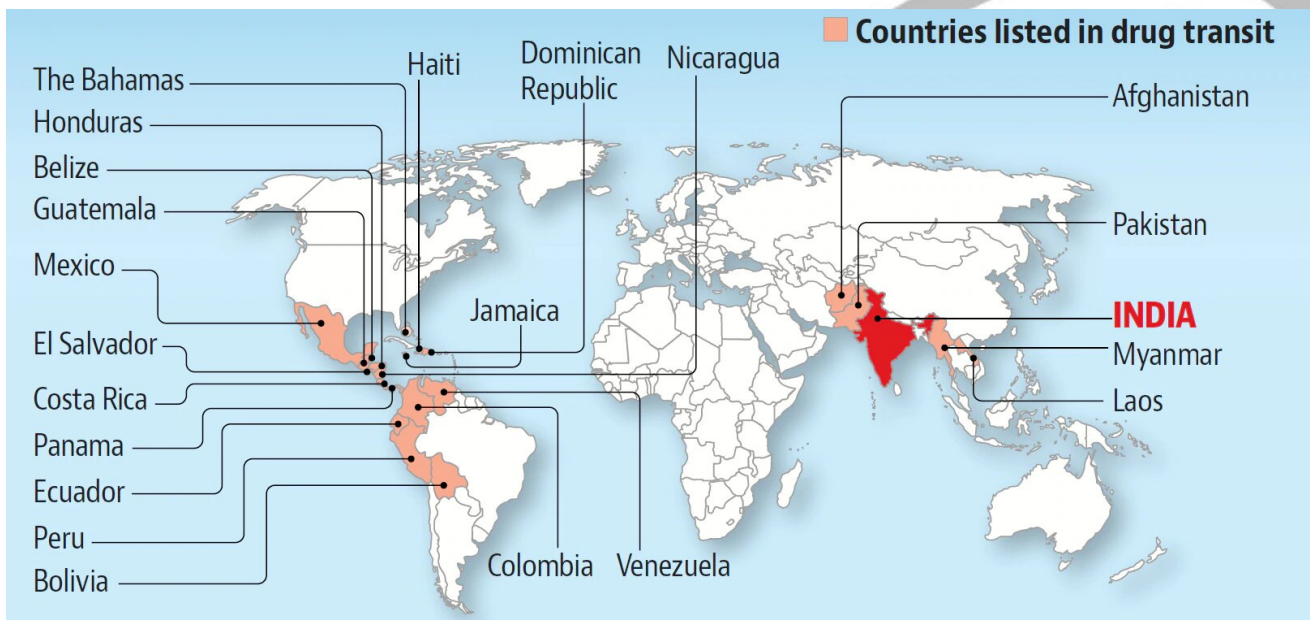 Countries listed in drug transit
The Bahamas
Honduras
Belize
Guatemala
Mexico
El Salvador
Costa Rica
Panama
Ecuador
Peru
Bolivia
Haiti
Dominican
Republic
Nicaragua
Jamaica
Colombia
Venezuela
Afghanistan
Pakistan
INDIA
Myanmar
Laos